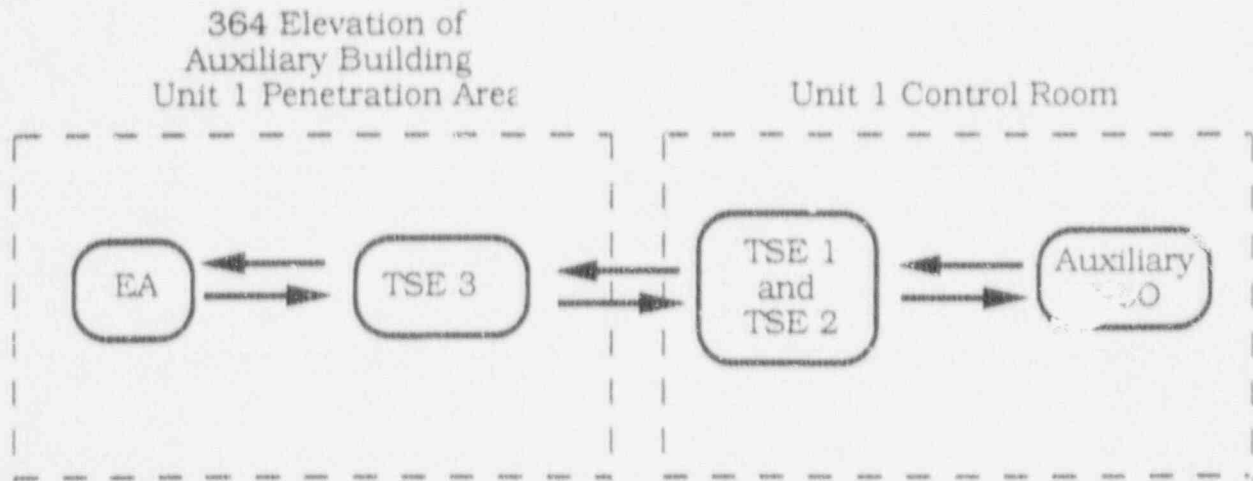 364 Elevation of
Auxiliary Building
Unit 1 Penetration Area
Unit 1 Control Room
EA
TSE 3
TSE 1
and
TSE 2
Auxiliary